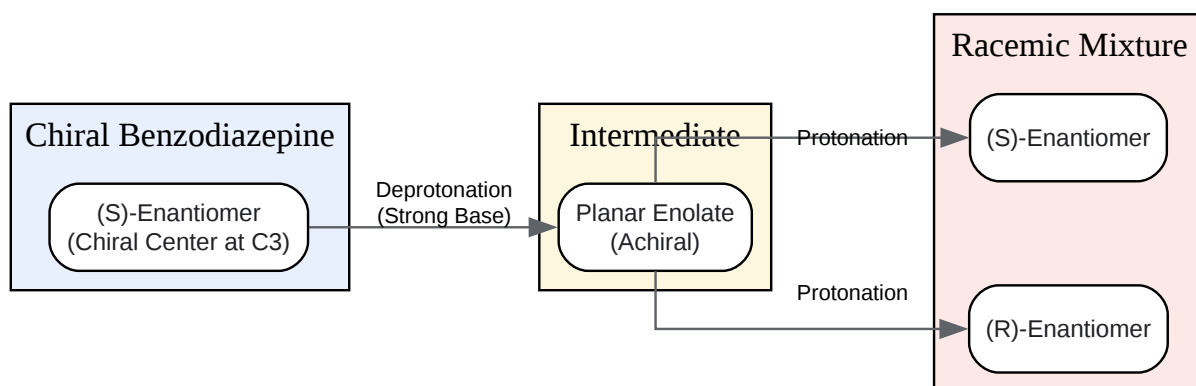 Chiral Benzodiazepine
(S)-Enantiomer
(Chiral Center at C3)
Deprotonation
(Strong Base)
Intermediate
Planar Enolate
(Achiral)
Protonation
Protonation
Racemic Mixture
(S)-Enantiomer
(R)-Enantiomer